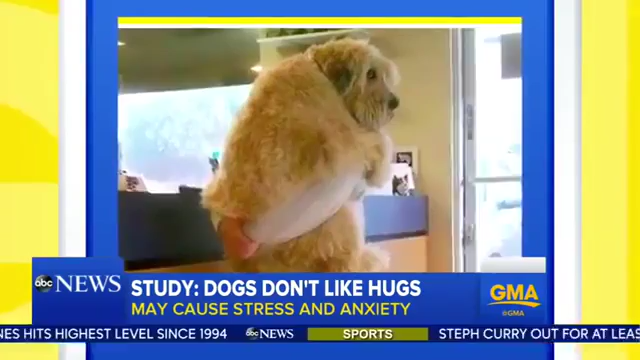 abc NEWS
STUDY: DOGS DON'T LIKE HUGS
MAY CAUSE STRESS AND ANXIETY
GMA
@GMA
NES HITS HIGHEST LEVEL SINCE 1994 abc NEWS SPORTS STEPH CURRY OUT FOR AT LEAS